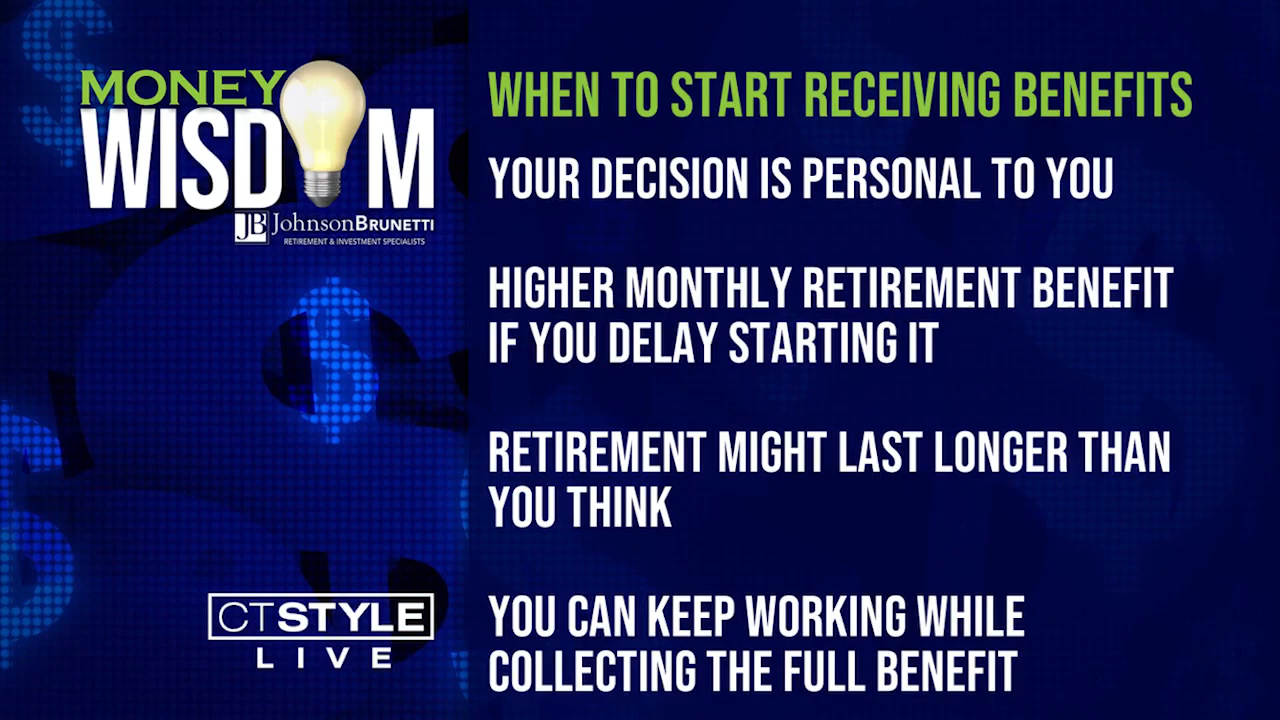 MONEY
WISDOM
JB JOHNSONBRUNETTI
RETIREMENT & INVESTMENT SPECIALISTS
CTSTYLE
LIVE
WHEN TO START RECEIVING BENEFITS
YOUR DECISION IS PERSONAL TO YOU
HIGHER MONTHLY RETIREMENT BENEFIT
IF YOU DELAY STARTING IT
RETIREMENT MIGHT LAST LONGER THAN
YOU THINK
YOU CAN KEEP WORKING WHILE
COLLECTING THE FULL BENEFIT